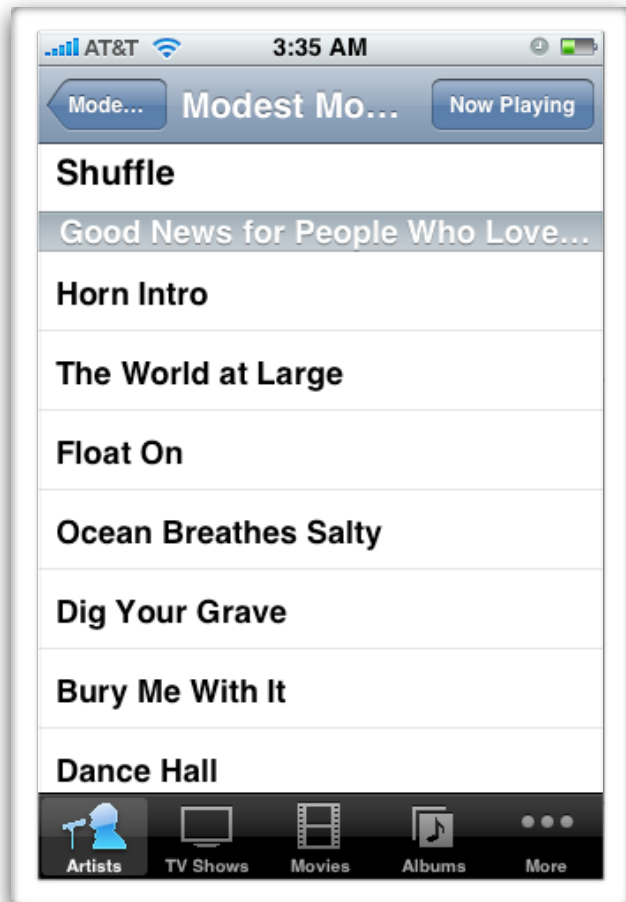 AT&T 3:35 AM
Mode... Modest Mo... Now Playing
Shuffle
Good News for People Who Love...
Horn Intro
The World at Large
Float On
Ocean Breathes Salty
Dig Your Grave
Bury Me With It
Dance Hall
Artists TV Shows Movies Albums More